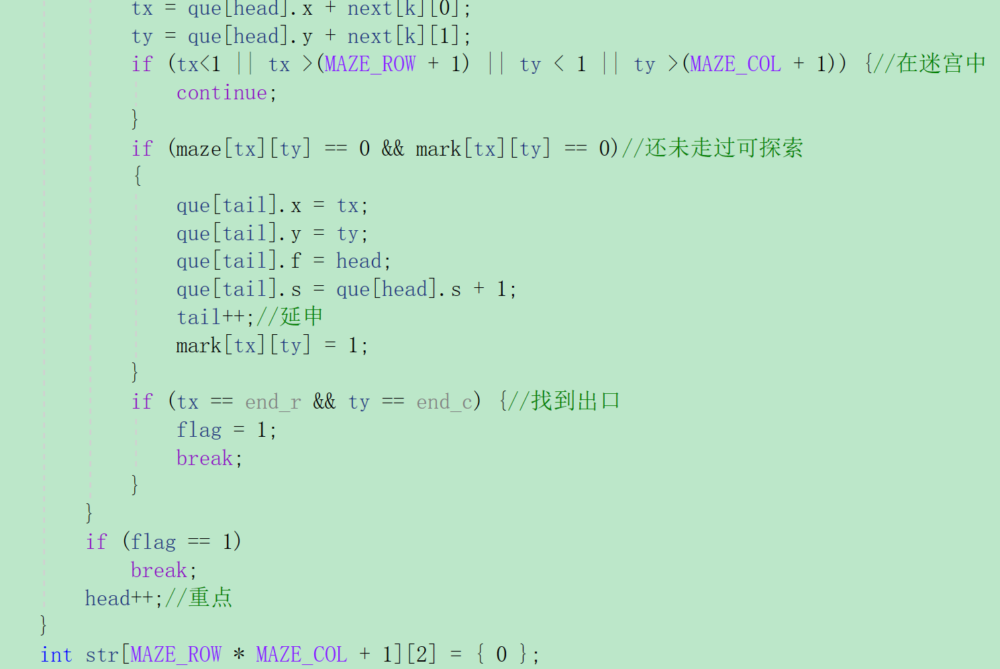 tx = que[head].x + next[k][0];
ty = que[head].y + next[k][1];
if (tx<1 || tx >(MAZE_ROW + 1) || ty < 1 || ty >(MAZE_COL + 1)) {//在迷宫中
continue;
}
if (maze[tx][ty] == 0 && mark[tx][ty] == 0)//还未走过可探索
{
que[tail].x = tx;
que[tail].y = ty;
que[tail].f = head;
que[tail].s = que[head].s + 1;
tail++;//延申
mark[tx][ty] = 1;
}
if (tx == end_r && ty == end_c) {//找到出口
flag = 1;
break;
}
}
if (flag == 1)
break;
head++;//重点
}
int str[MAZE_ROW * MAZE_COL + 1][2] = { 0 };